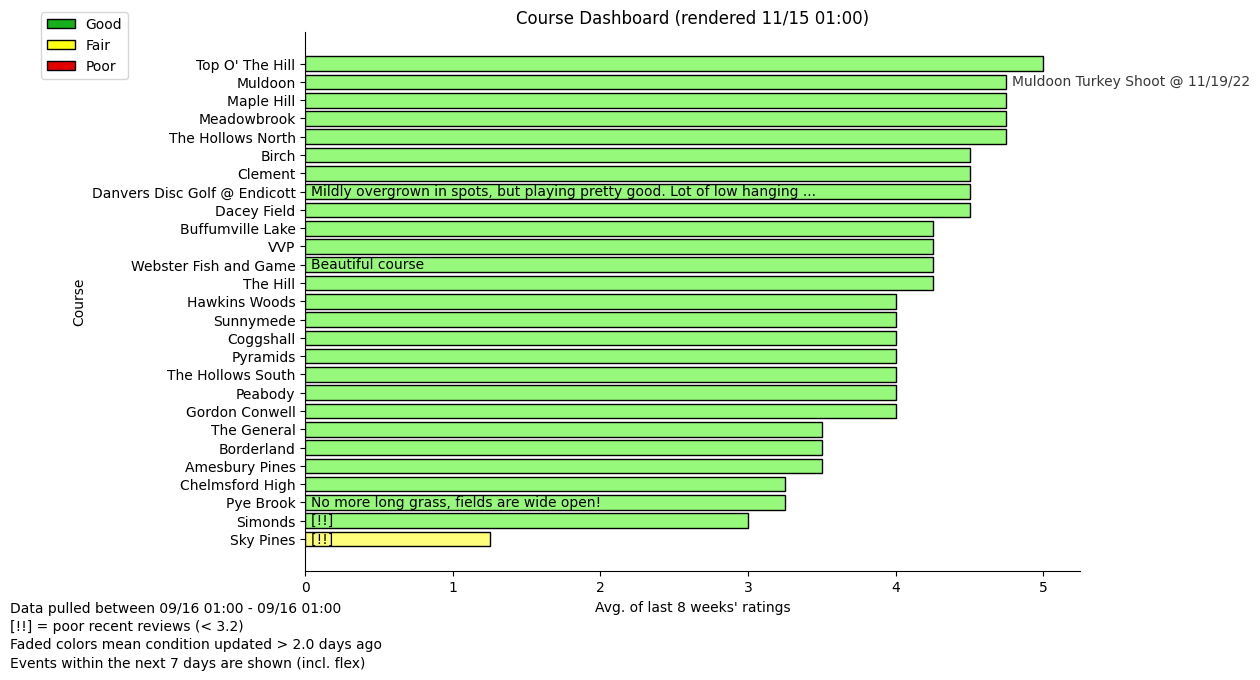 Good
Fair
Poor
Course Dashboard (rendered 11/15 01:00)
Top O' The Hill
Muldoon
Muldoon Turkey Shoot @ 11/19/22
Maple Hill
Meadowbrook
The Hollows North
Birch
Clement
Danvers Disc Golf @ Endicott
Mildly overgrown in spots, but playing pretty good. Lot of low hanging ...
Dacey Field
Buffumville Lake
VVP
Webster Fish and Game
Beautiful course
The Hill
Hawkins Woods
Sunnymede
Coggshall
Pyramids
The Hollows South
Peabody
Gordon Conwell
The General
Borderland
Amesbury Pines
Chelmsford High
Pye Brook
No more long grass, fields are wide open!
Simonds
[!!]
Sky Pines
[!!]
Course
0 1 2 3 4 5
Avg. of last 8 weeks' ratings
Data pulled between 09/16 01:00 - 09/16 01:00
[!!] = poor recent reviews (< 3.2)
Faded colors mean condition updated > 2.0 days ago
Events within the next 7 days are shown (incl. flex)